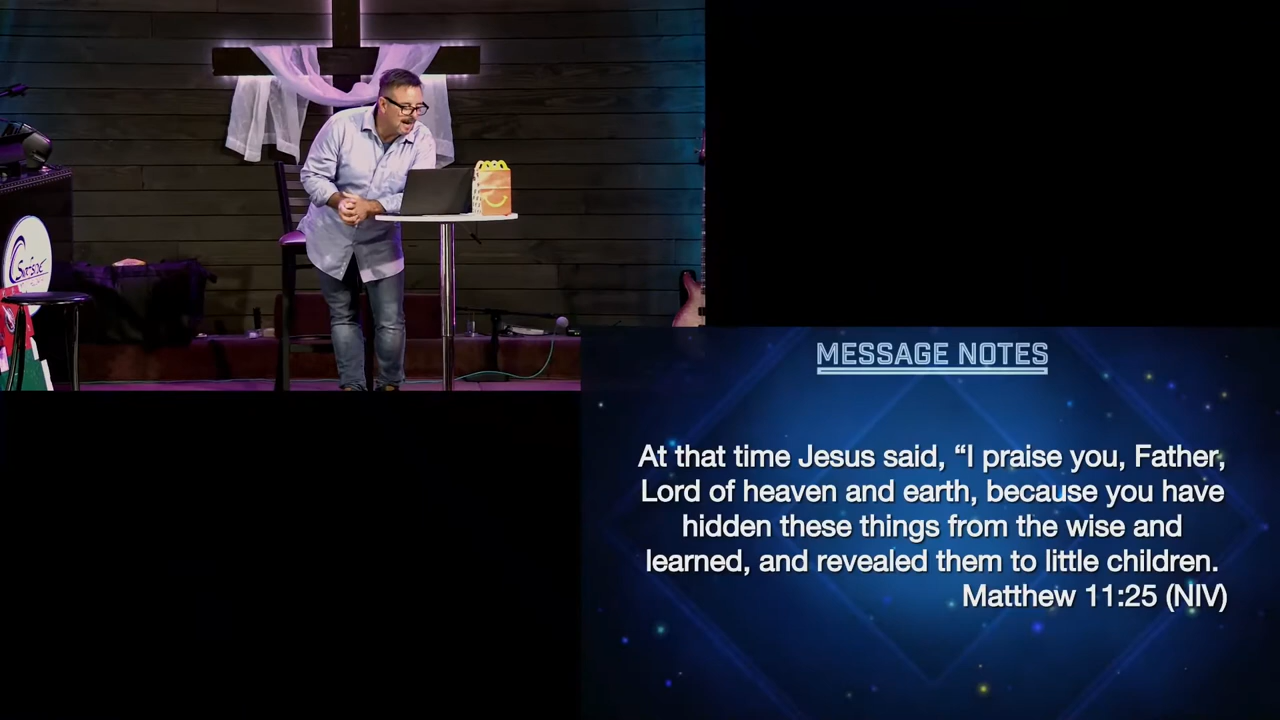 MESSAGE NOTES
At that time Jesus said, “I praise you, Father,
Lord of heaven and earth, because you have
hidden these things from the wise and
learned, and revealed them to little children.
Matthew 11:25 (NIV)